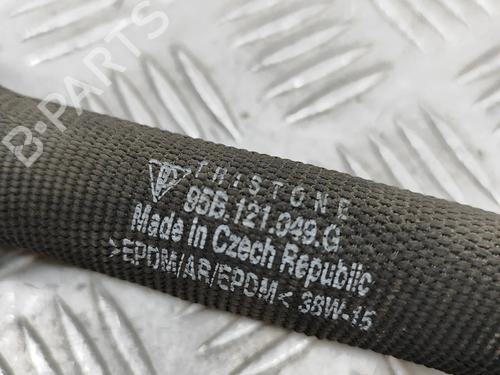 B-PARTS
TRISTONE
95B.121.049.G
Made in Czech Republic
>EPDM/AR/EPDM< 38W-15